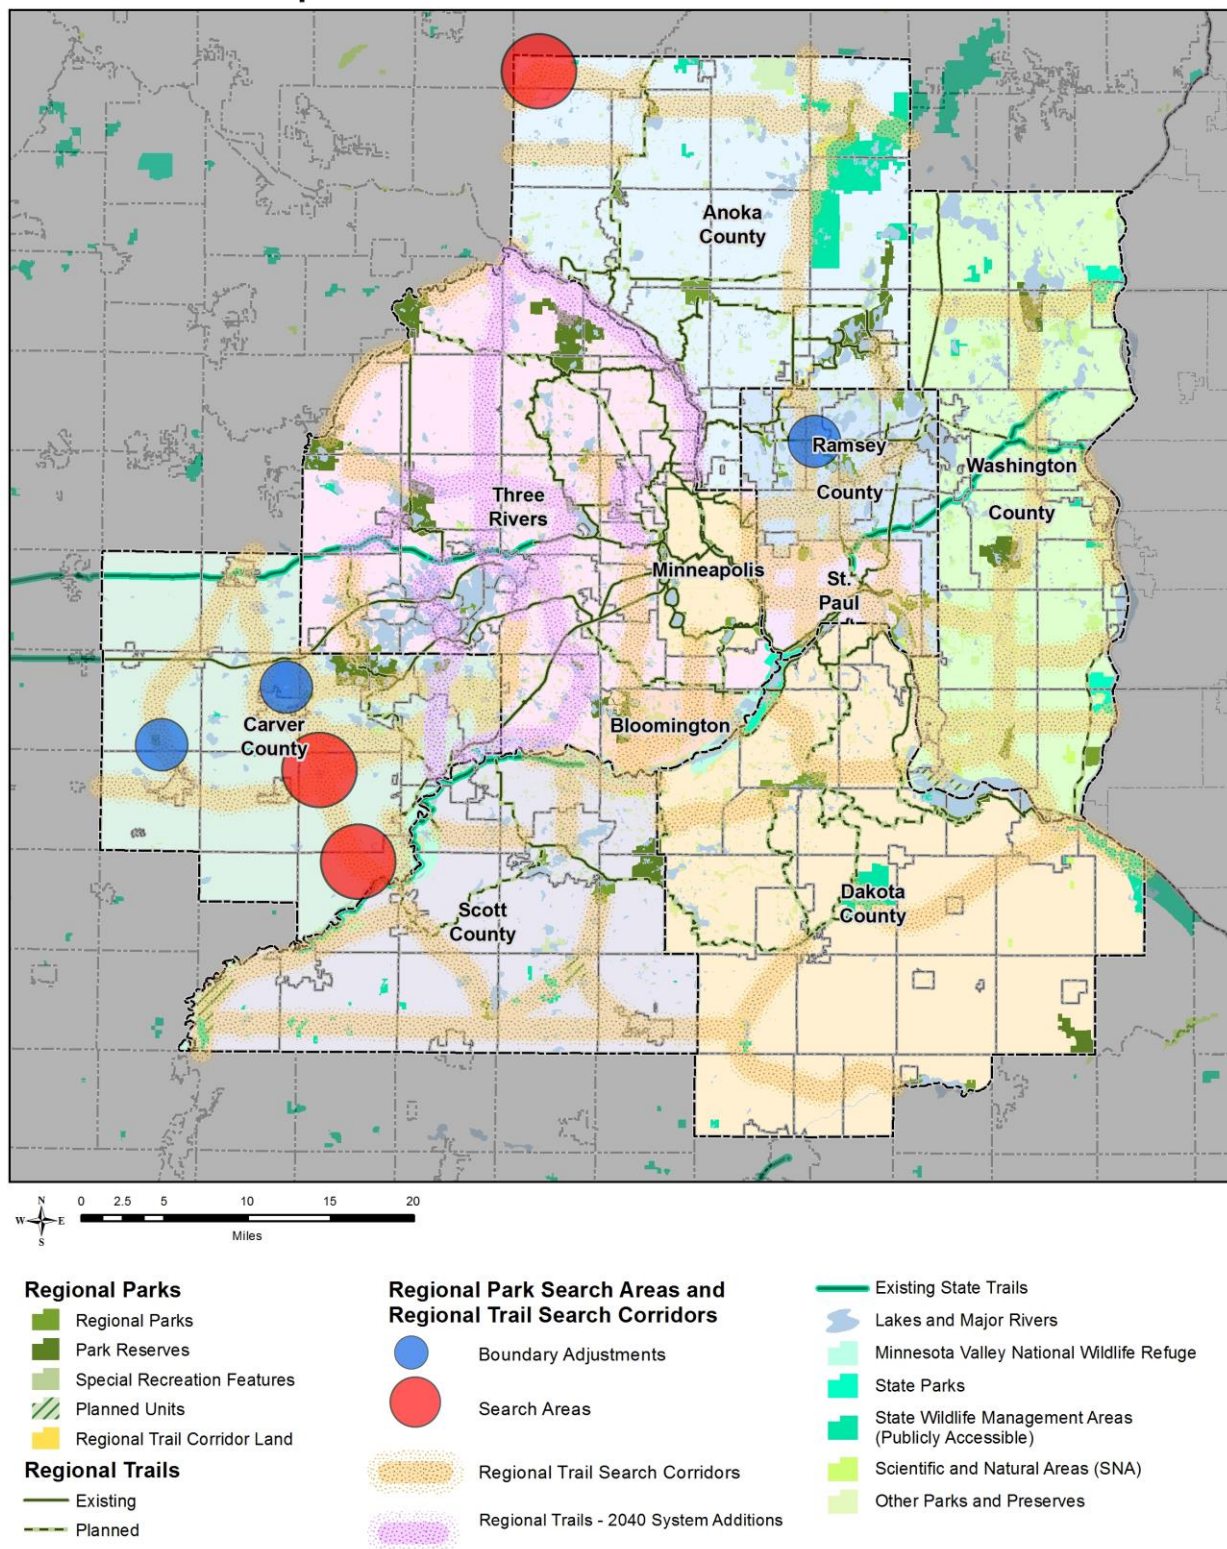 Anoka
County
Ramsey
County
Washington
County
Three
Rivers
Minneapolis
St.
Paul
Bloomington
Carver
County
Scott
County
Dakota
County
N
W E
S
0 2.5 5 10 15 20
Miles
Regional Parks
Regional Parks
Park Reserves
Special Recreation Features
Planned Units
Regional Trail Corridor Land
Regional Trails
Existing
Planned
Regional Park Search Areas and
Regional Trail Search Corridors
Boundary Adjustments
Search Areas
Regional Trail Search Corridors
Regional Trails - 2040 System Additions
Existing State Trails
Lakes and Major Rivers
Minnesota Valley National Wildlife Refuge
State Parks
State Wildlife Management Areas
(Publicly Accessible)
Scientific and Natural Areas (SNA)
Other Parks and Preserves